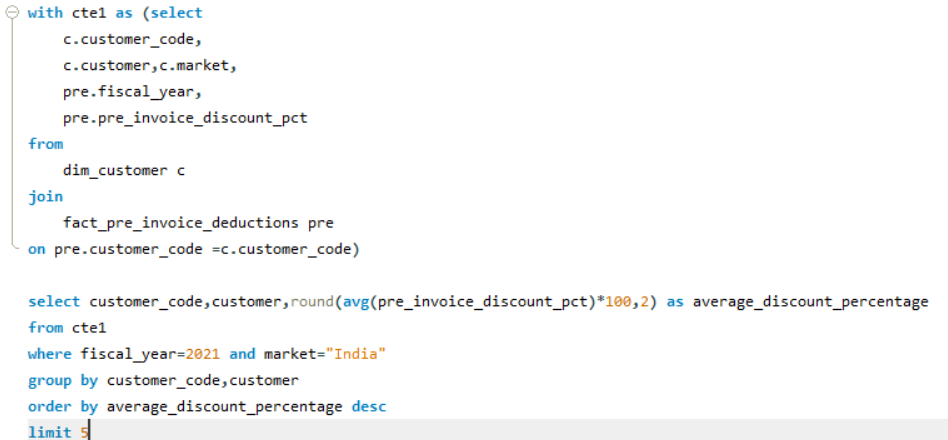 with cte1 as (select
c.customer_code,
c.customer,c.market,
pre.fiscal_year,
pre.pre_invoice_discount_pct
from
dim_customer c
join
fact_pre_invoice_deductions pre
on pre.customer_code =c.customer_code)
select customer_code,customer,round(avg(pre_invoice_discount_pct)*100,2) as average_discount_percentage
from cte1
where fiscal_year=2021 and market="India"
group by customer_code,customer
order by average_discount_percentage desc
limit 5